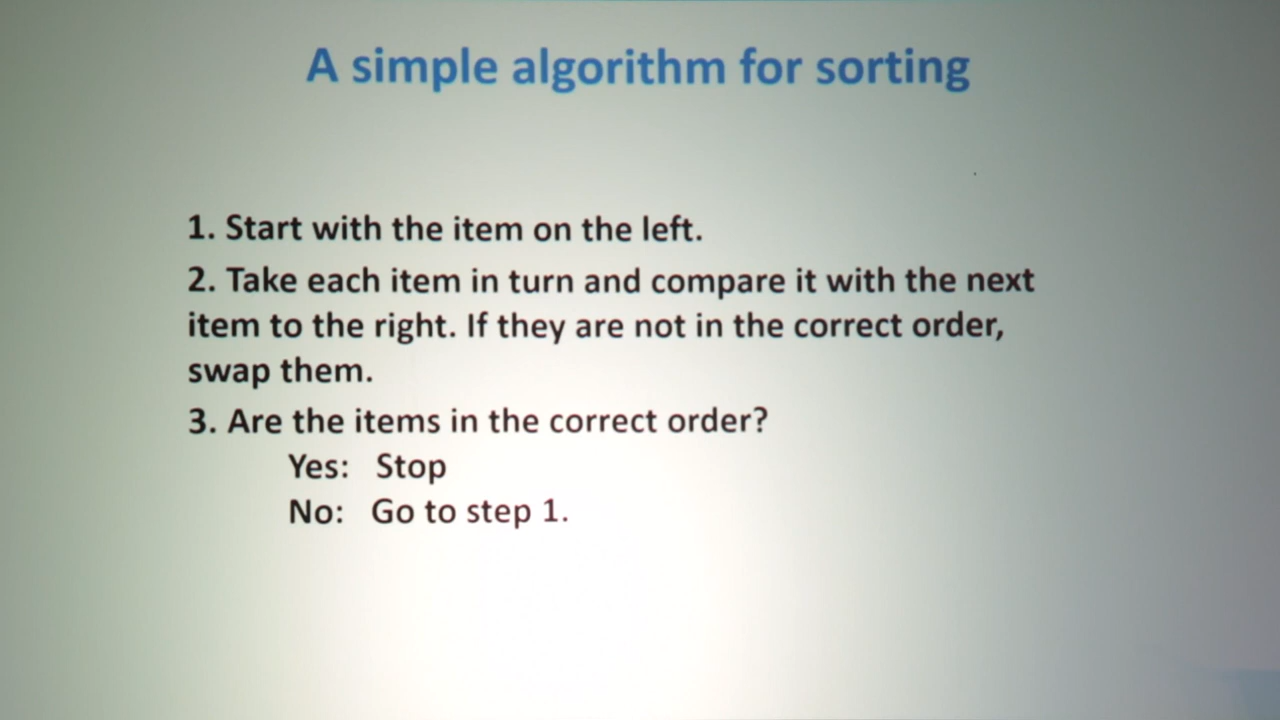 A simple algorithm for sorting
1. Start with the item on the left.
2. Take each item in turn and compare it with the next
item to the right. If they are not in the correct order,
swap them.
3. Are the items in the correct order?
Yes: Stop
No: Go to step 1.